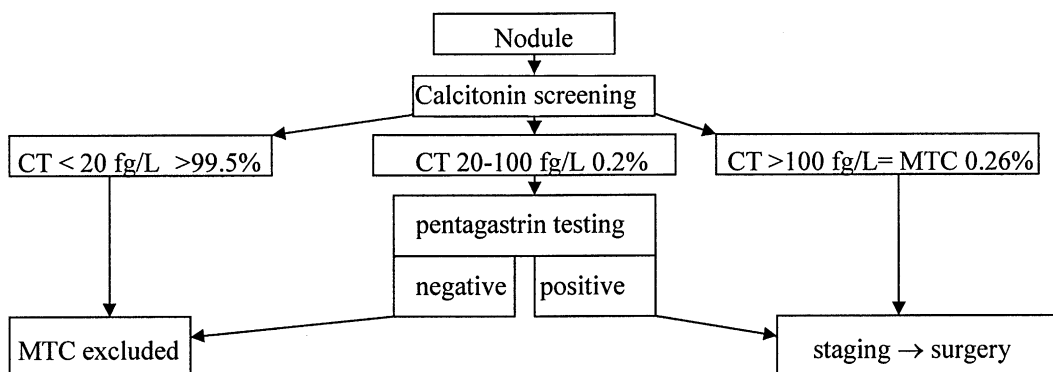 Nodule
Calcitonin screening
CT < 20 fg/L >99.5%
CT 20-100 fg/L 0.2%
CT >100 fg/L= MTC 0.26%
pentagastrin testing
negative
positive
MTC excluded
staging → surgery